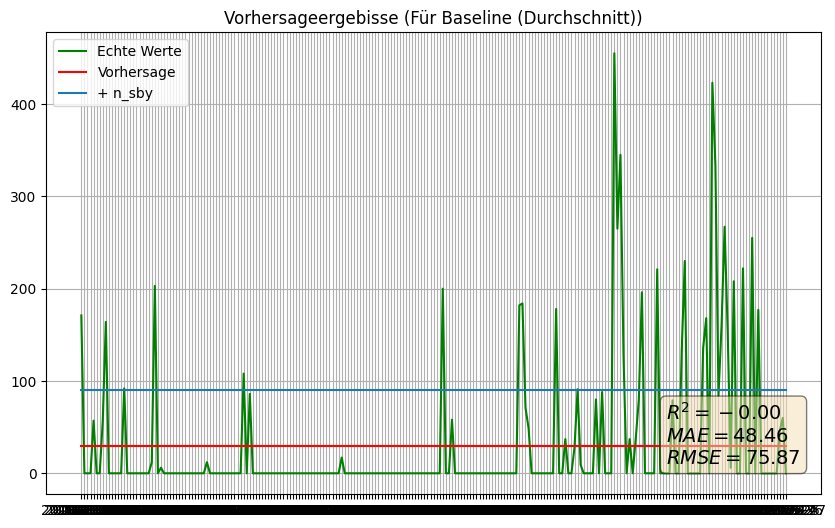 Vorhersageergebisse (Für Baseline (Durchschnitt))
Echte Werte
Vorhersage
+ n_sby
400
300
200
100
0
R² = −0.00
MAE = 48.46
RMSE = 75.87